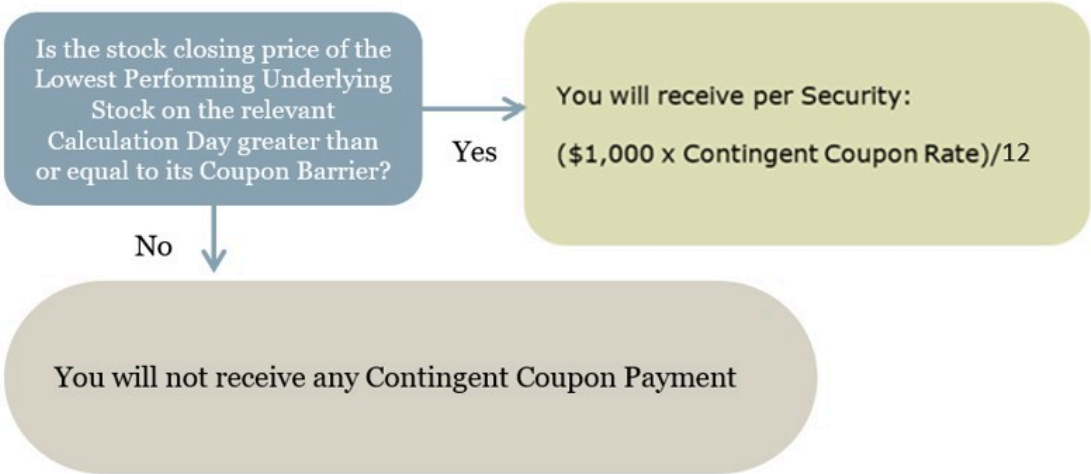 Is the stock closing price of the
Lowest Performing Underlying
Stock on the relevant
Calculation Day greater than
or equal to its Coupon Barrier?
Yes
You will receive per Security:
($1,000 x Contingent Coupon Rate)/12
No
You will not receive any Contingent Coupon Payment